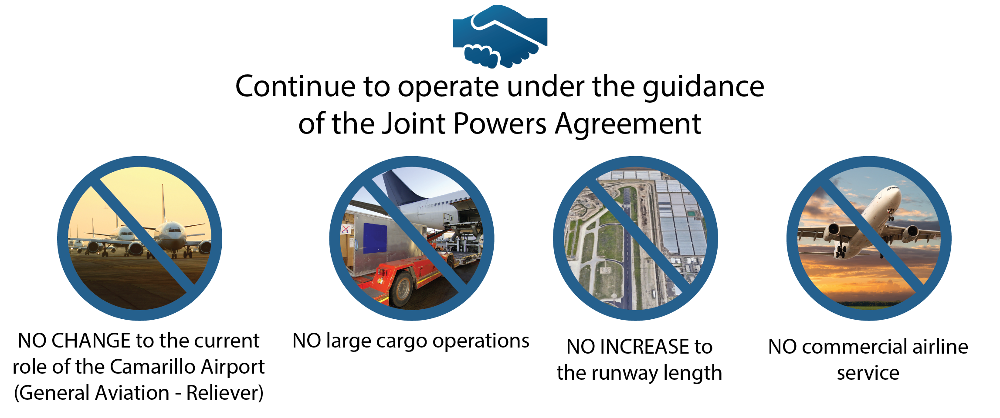 Continue to operate under the guidance
of the Joint Powers Agreement
NO CHANGE to the current
role of the Camarillo Airport
(General Aviation - Reliever)
NO large cargo operations
NO INCREASE to
the runway length
NO commercial airline
service